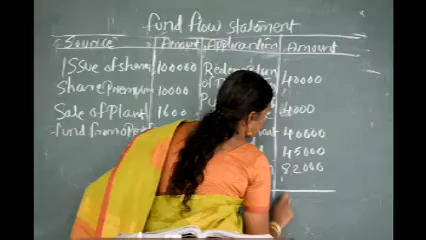 fund flow statement
Source Amount Application Amount
Issue of shares 100000 Redemption 40000
Share Premium 10000
Sale of Plant 1600
fund from 40000
45000
82000